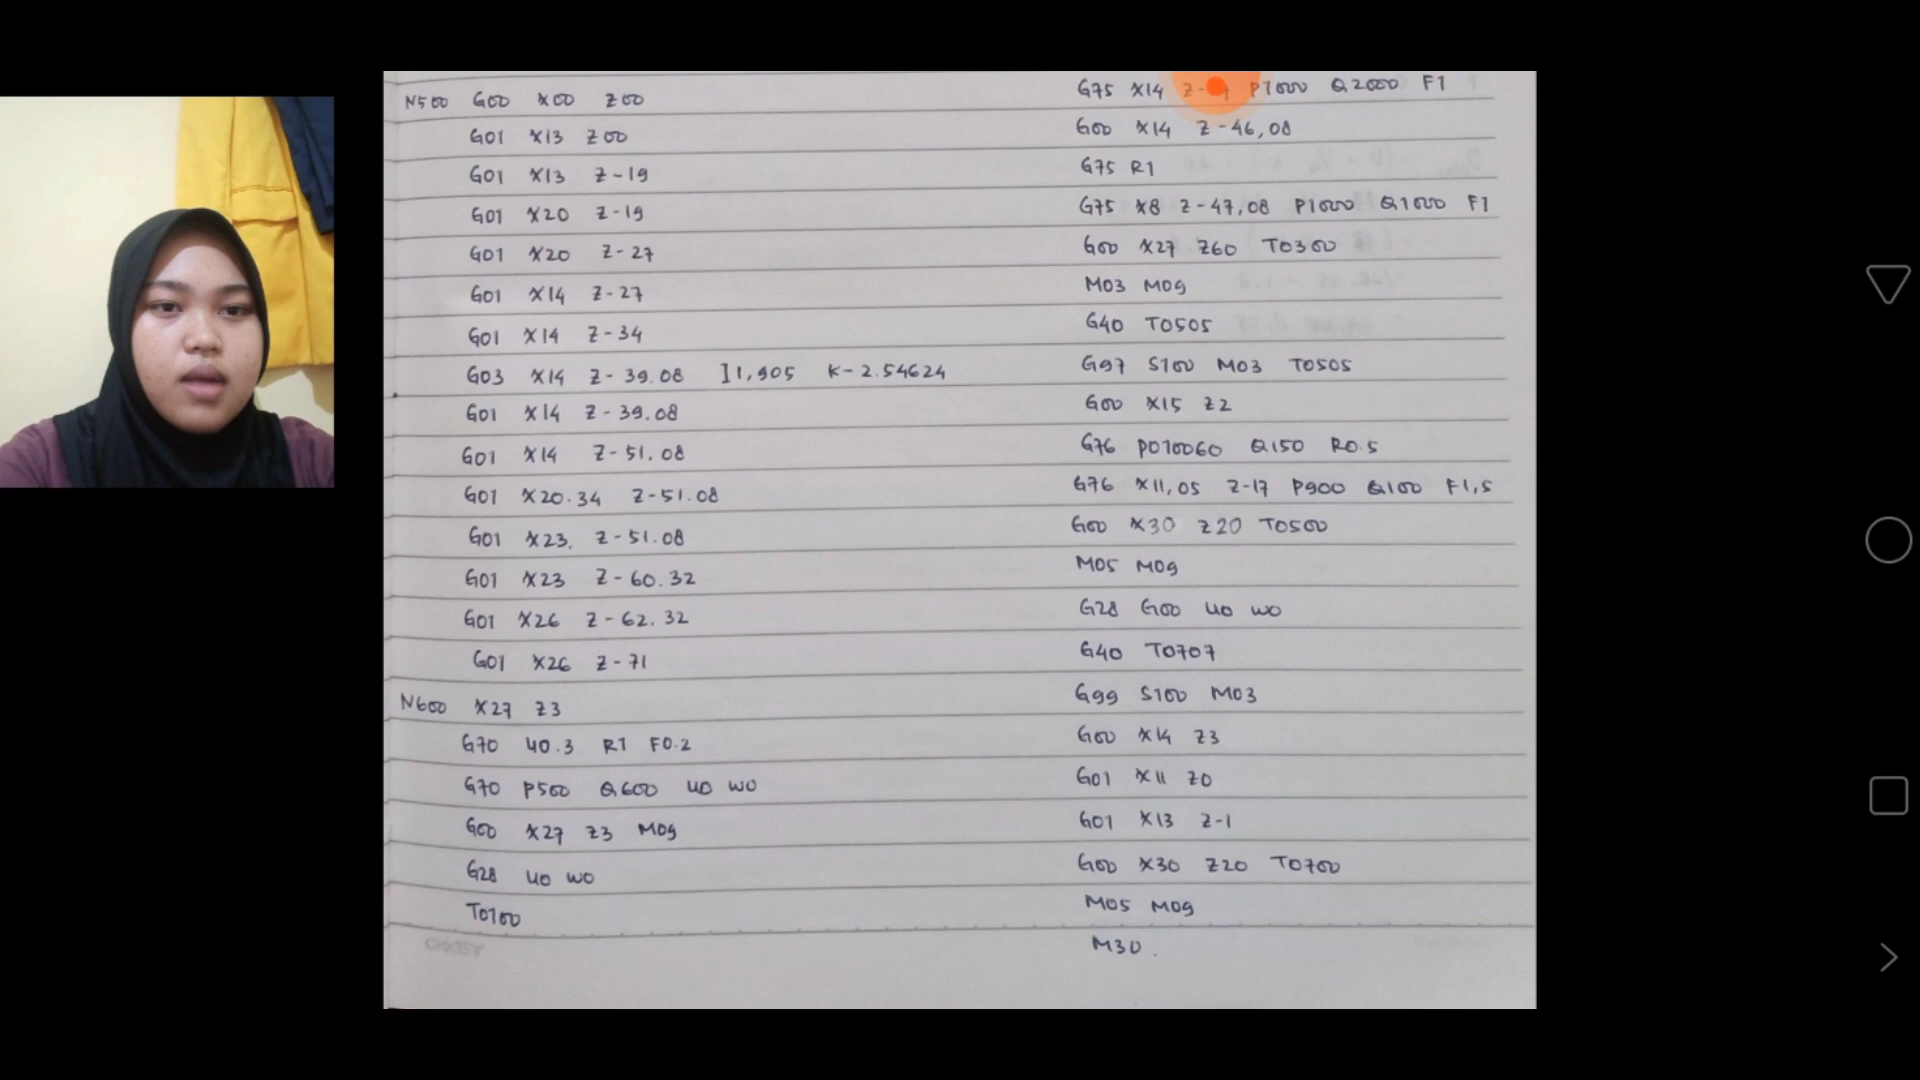 N500 G00 X00 Z00
G01 X13 Z00
G01 X13 Z-19
G01 X20 Z-19
G01 X20 Z-27
G01 X14 Z-27
G01 X14 Z-34
G03 X14 Z-39.08 I1,905 K-2.54624
G01 X14 Z-39.08
G01 X14 Z-51.08
G01 X20.34 Z-51.08
G01 X23. Z-51.08
G01 X23 Z-60.32
G01 X26 Z-62.32
G01 X26 Z-71
N600 X27 Z3
G70 U0.3 R1 F0.2
G70 P500 Q600 U0 W0
G00 X27 Z3 M09
G28 U0 W0
T0100
OKEY
G75 X14 P1000 Q2000 F1
G00 X14 Z-46,08
G75 R1
G75 X8 Z-47,08 P1000 Q1000 F1
G00 X27 Z60 T0300
M03 M09
G40 T0505
G97 S100 M03 T0505
G00 X15 Z2
G76 P010060 Q150 R0.5
G76 X11,05 Z-17 P900 Q100 F1,5
G00 X30 Z20 T0500
M05 M09
G28 G00 U0 W0
G40 T0707
G99 S100 M03
G00 X14 Z3
G01 X11 Z0
G01 X13 Z-1
G00 X30 Z20 T0700
M05 M09
M30.